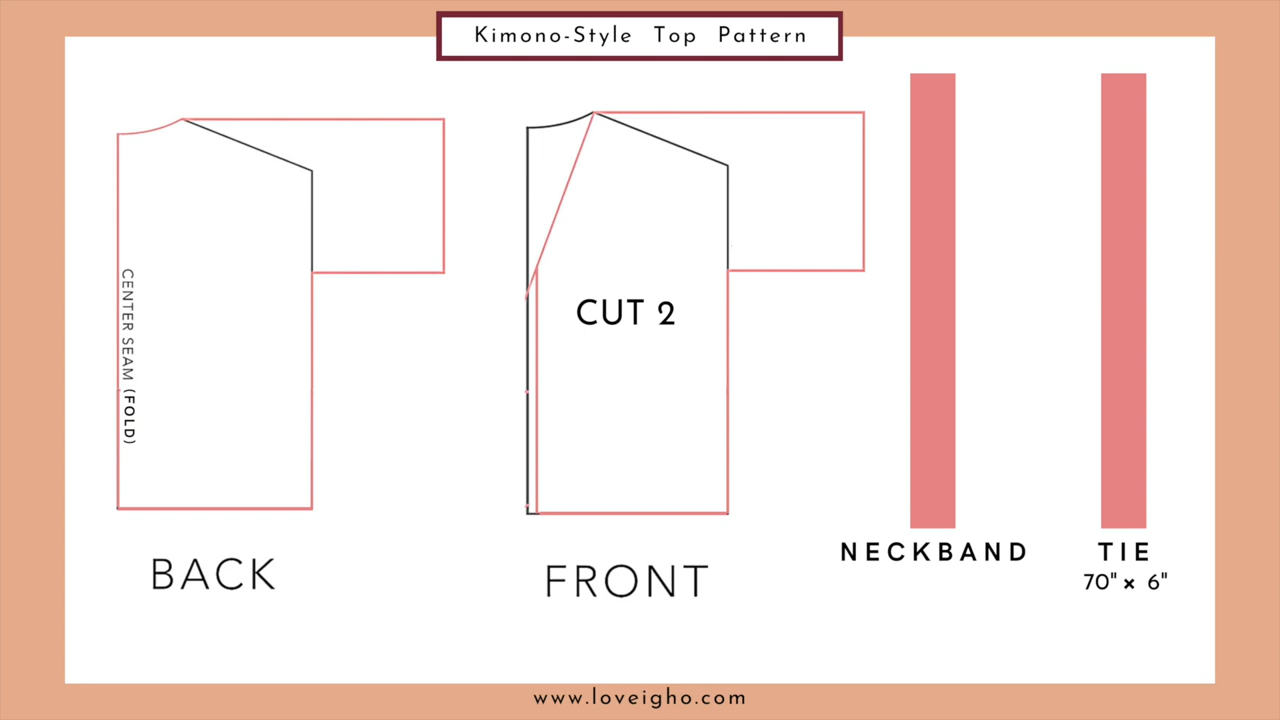 Kimono-Style Top Pattern
CENTER SEAM (FOLD)
BACK
CUT 2
FRONT
NECKBAND
TIE
70" × 6"
www.loveigho.com